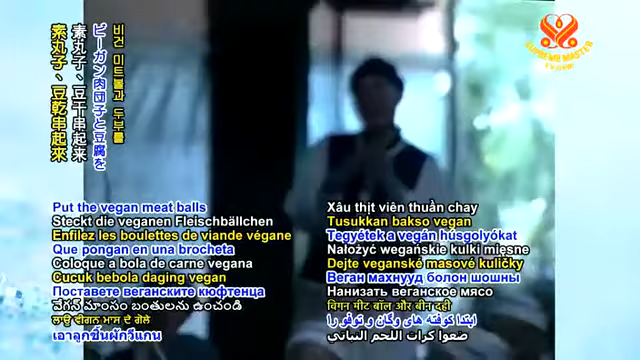 비건 미트볼과 두부를
ビーガン肉団子と豆腐を
素丸子、豆干串起来
素丸子、豆乾串起來
SUPREME MASTER
TV.COM
Put the vegan meat balls
Steckt die veganen Fleischbällchen
Enfilez les boulettes de viande végane
Que pongan en una brocheta
Coloque a bola de carne vegana
Cucuk bebola daging vegan
Поставете веганските кюфтенца
వేగన్ మాంసం బంతులను ఉంచండి
ਲਾਉ ਵੀਗਨ ਮਾਸ ਦੇ ਗੋਲੇ
เอาลูกชิ้นผักวีแกน
Xâu thịt viên thuần chay
Tusukkan bakso vegan
Tegyétek a vegán húsgolyókat
Nałożyć wegańskie kulki mięsne
Dejte veganské masové kuličky
Веган махнууд болон шошны
Нанизать веганское мясо
विगन मीट बॉल और बीन दही
ابتدا کوفته های وگان و توفو را
ضعوا كرات اللحم النباتي